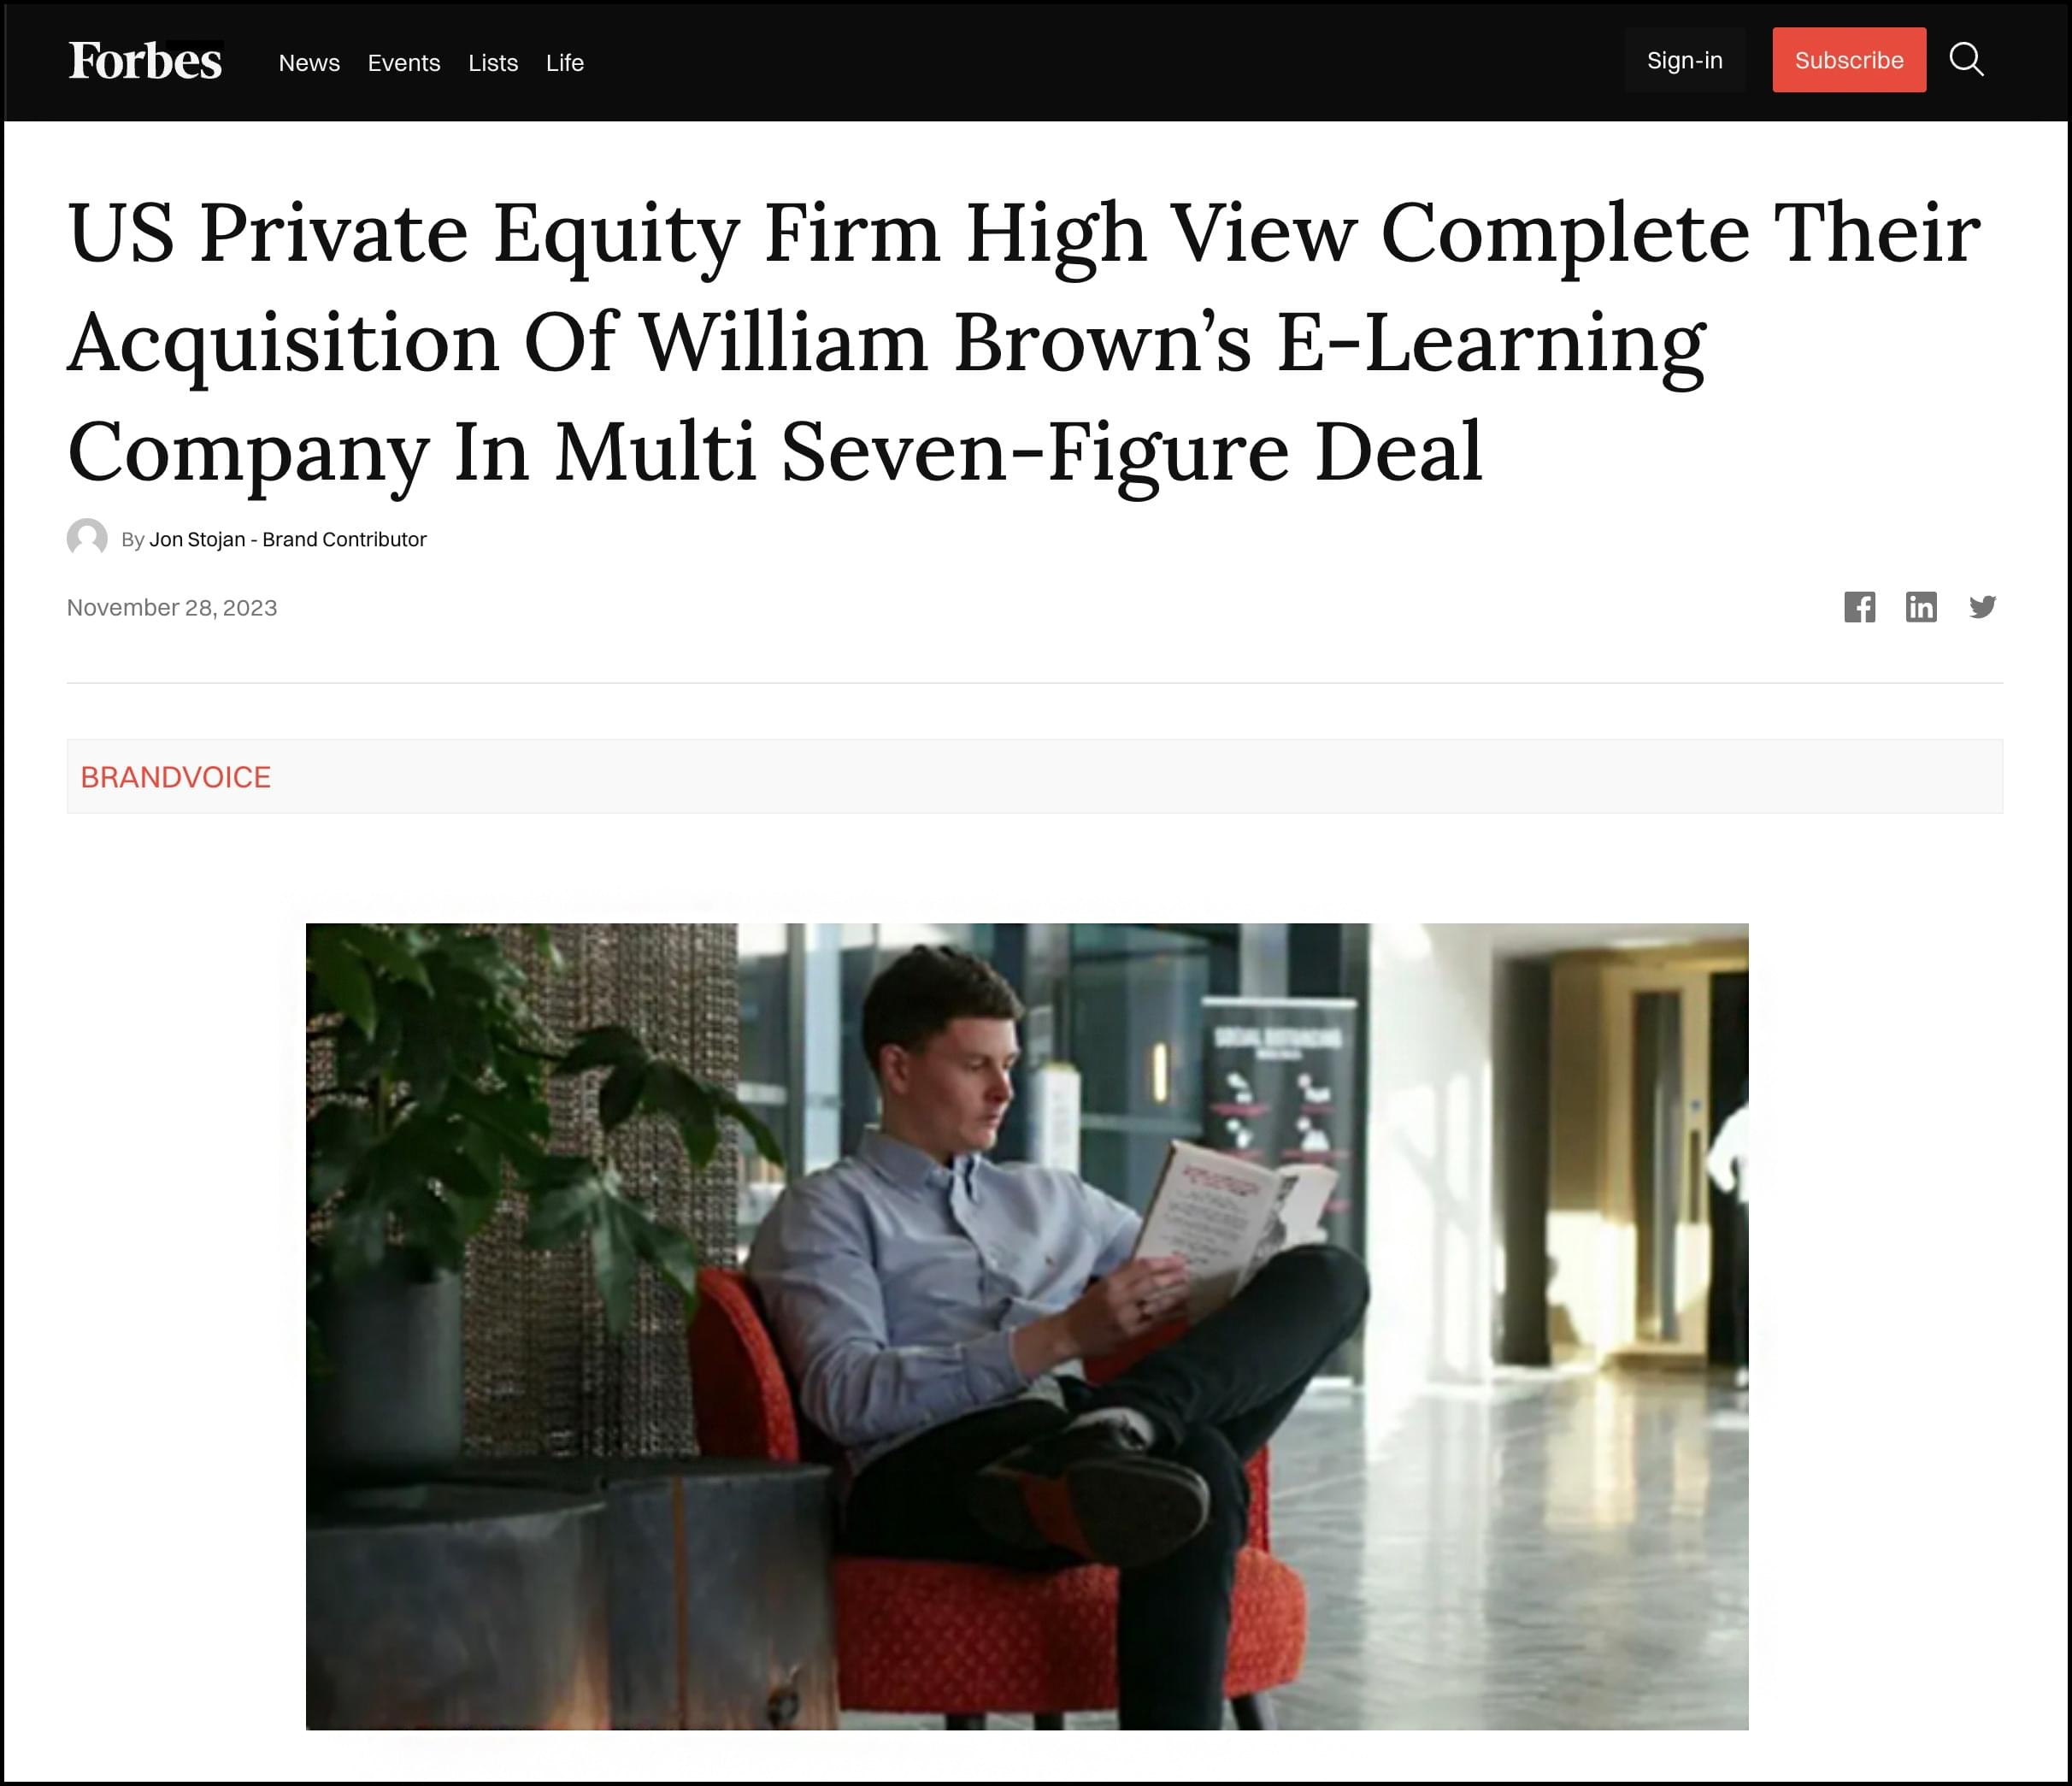 Forbes
News Events Lists Life
Sign-in
Subscribe
US Private Equity Firm High View Complete Their
Acquisition Of William Brown’s E-Learning
Company In Multi Seven-Figure Deal
By Jon Stojan - Brand Contributor
November 28, 2023
BRANDVOICE